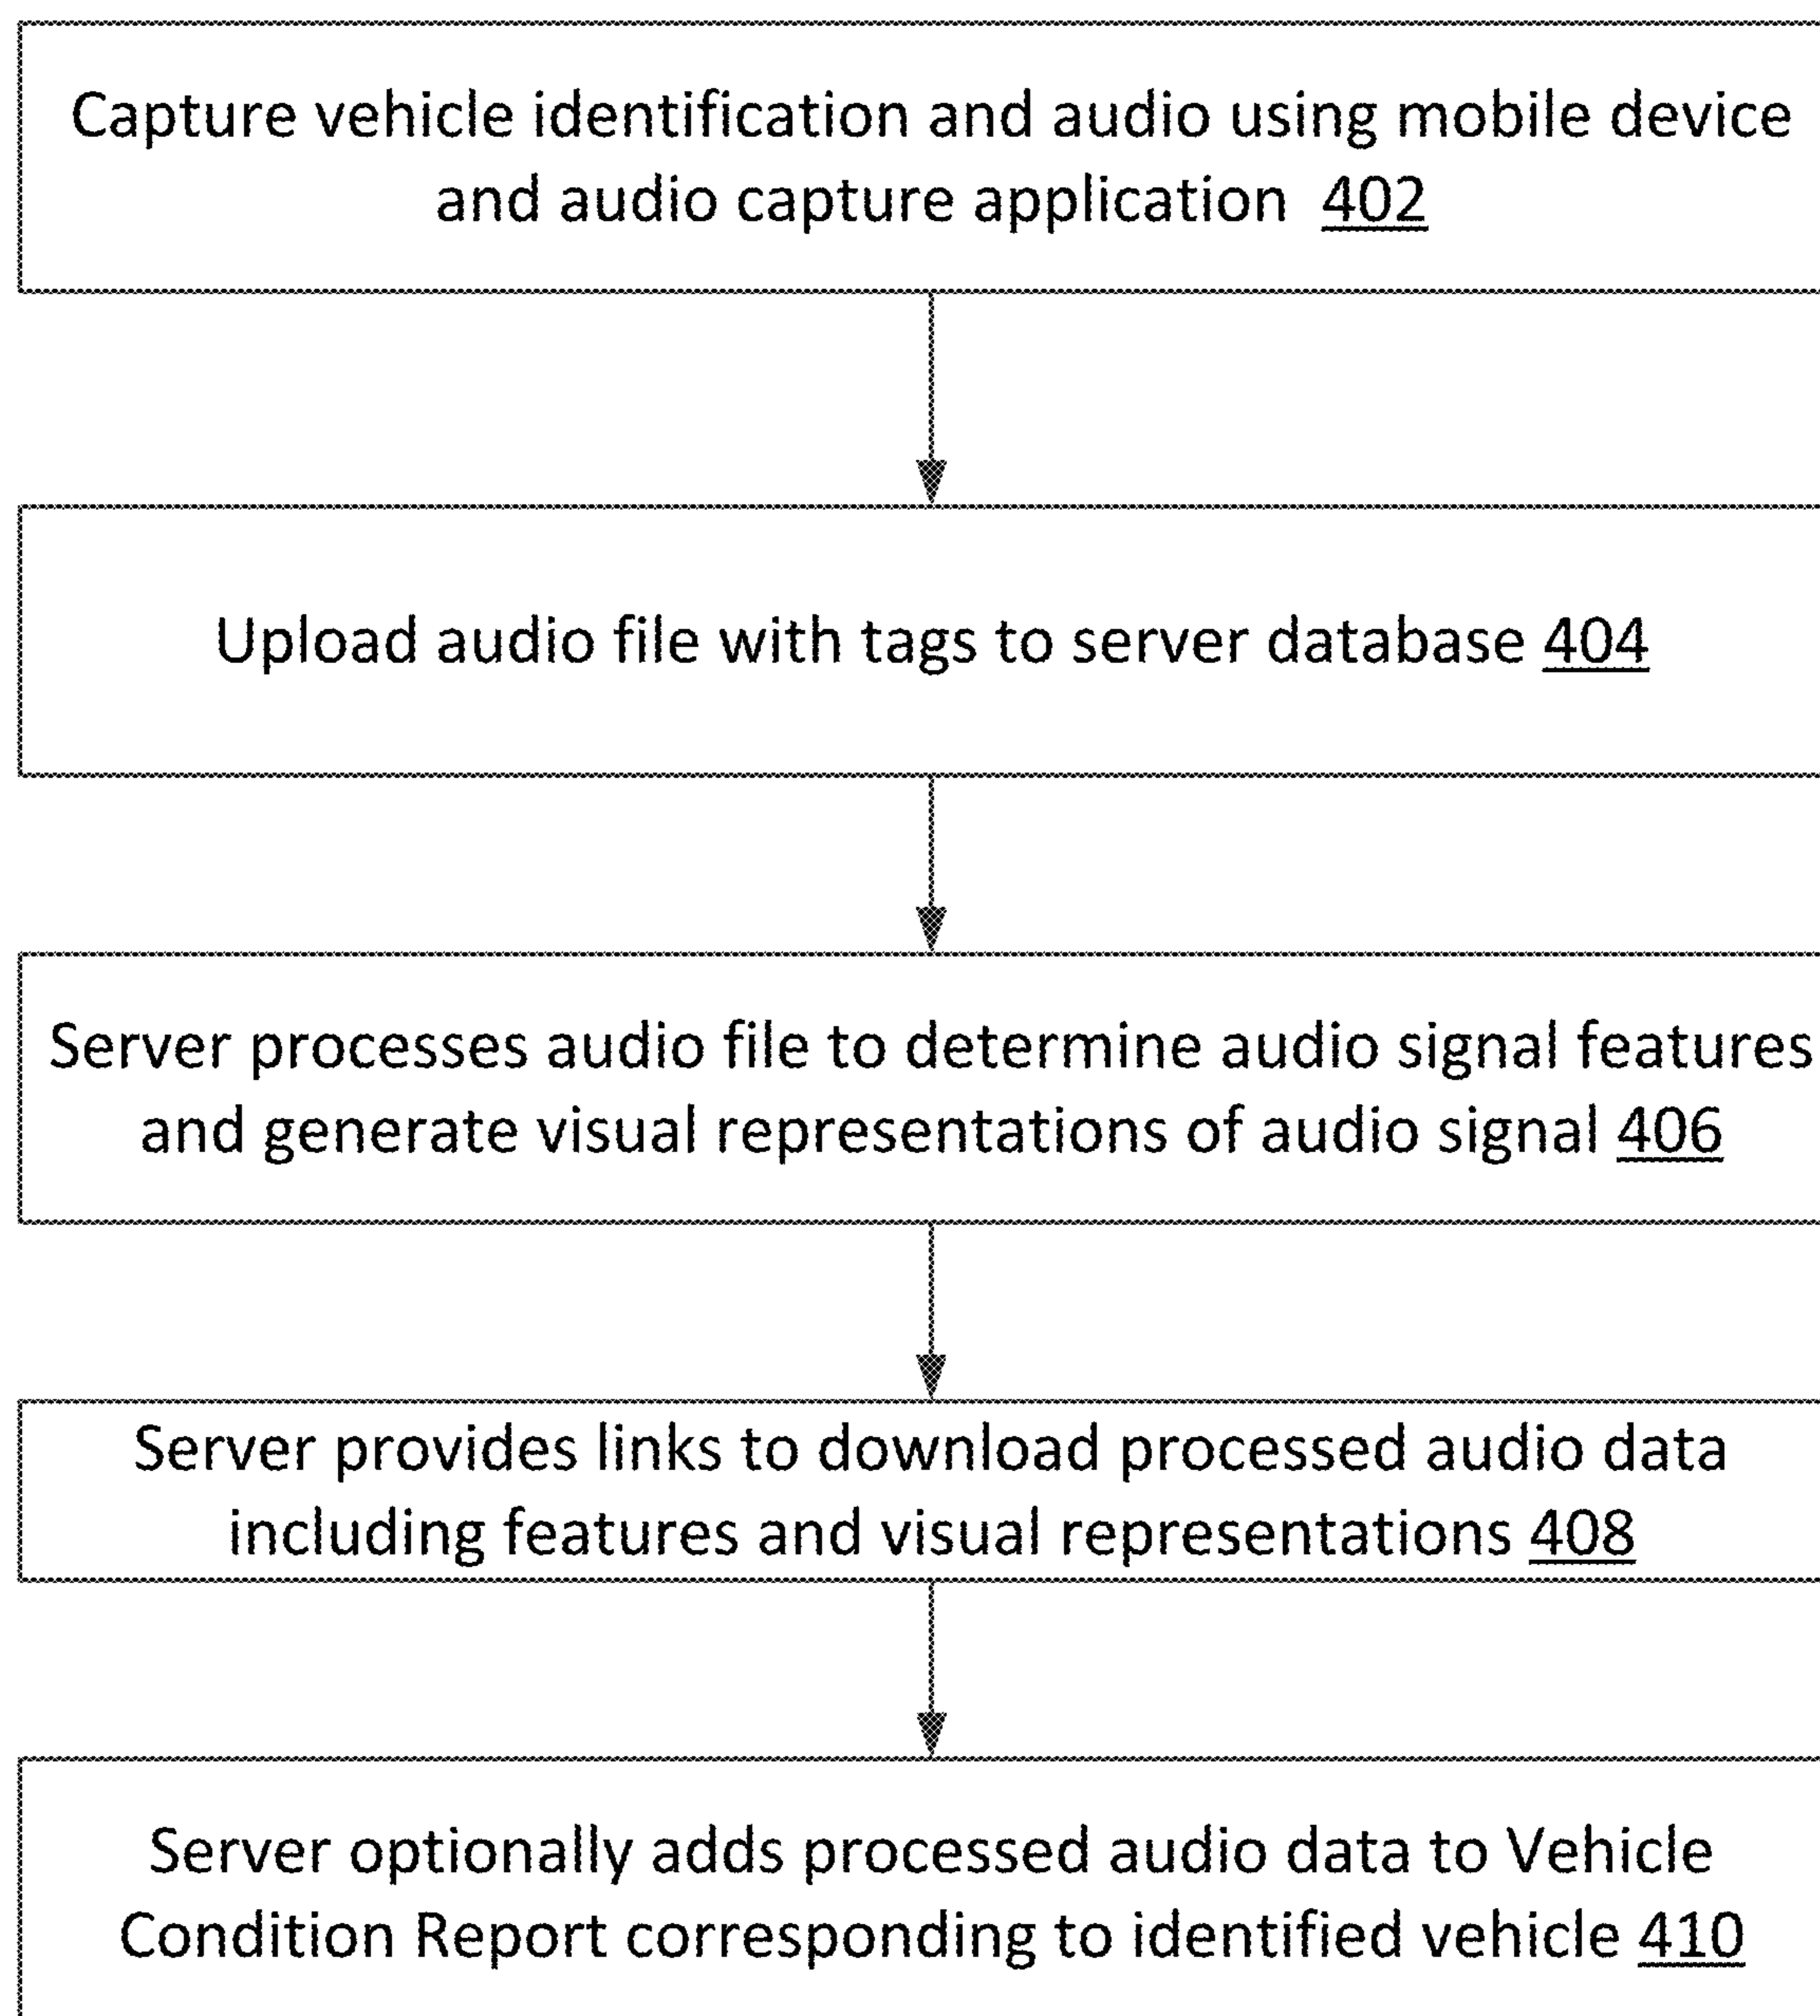 Capture vehicle identification and audio using mobile device
and audio capture application 402
Upload audio file with tags to server database 404
Server processes audio file to determine audio signal features
and generate visual representations of audio signal 406
Server provides links to download processed audio data
including features and visual representations 408
Server optionally adds processed audio data to Vehicle
Condition Report corresponding to identified vehicle 410